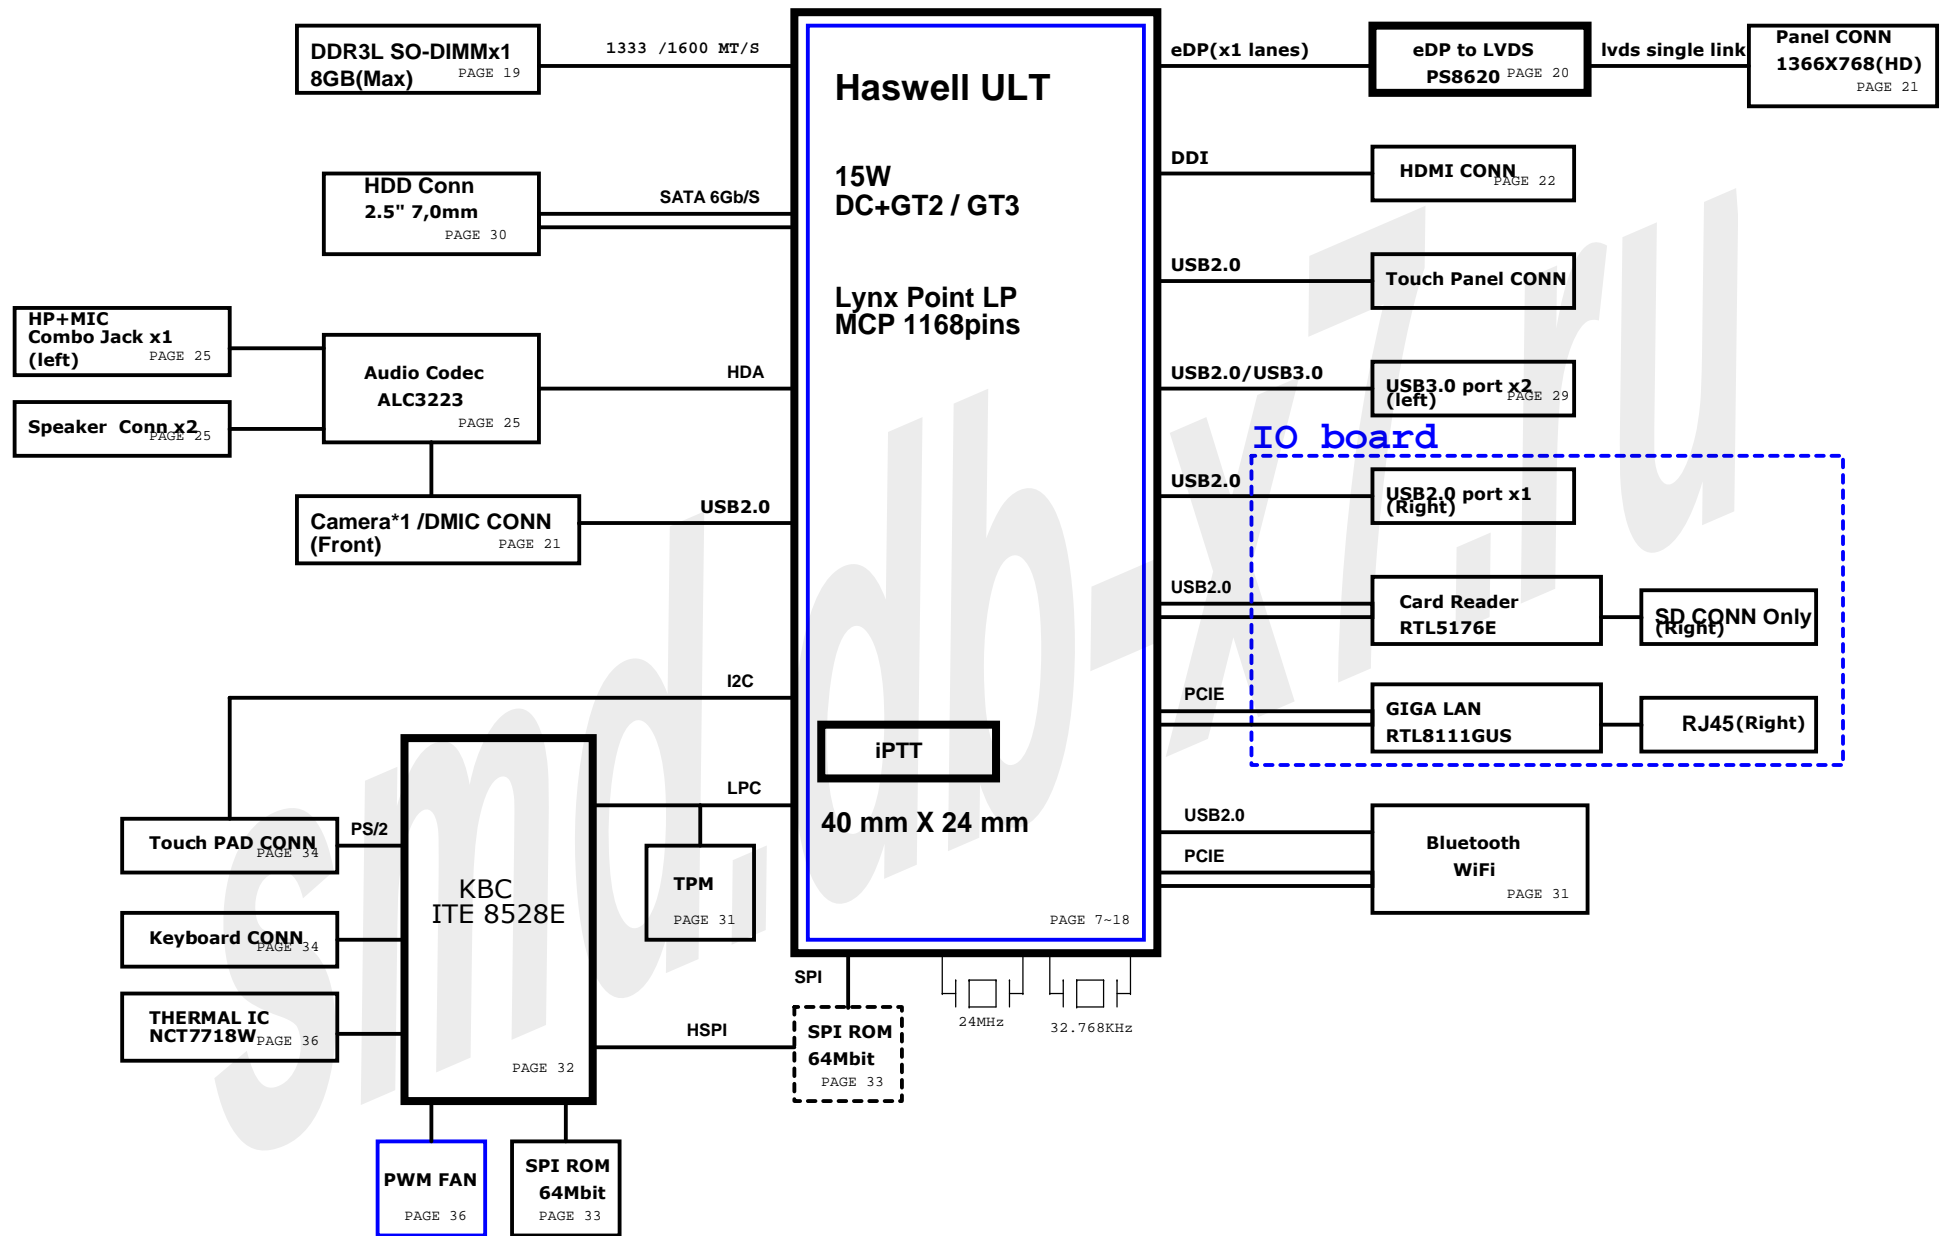 DDR3L SO-DIMMx1
8GB(Max)
PAGE 19
1333 /1600 MT/S
HDD Conn
2.5" 7,0mm
PAGE 30
SATA 6Gb/S
HP+MIC
Combo Jack x1
(left)
PAGE 25
Speaker Conn x2
PAGE 25
Audio Codec
ALC3223
PAGE 25
HDA
Camera*1 /DMIC CONN
(Front)
PAGE 21
USB2.0
I2C
LPC
Touch PAD CONN
PAGE 34
PS/2
Keyboard CONN
PAGE 34
THERMAL IC
NCT7718W
PAGE 36
KBC
ITE 8528E
PAGE 32
TPM
PAGE 31
PWM FAN
PAGE 36
SPI ROM
64Mbit
PAGE 33
HSPI
SPI
SPI ROM
64Mbit
PAGE 33
Haswell ULT
15W
DC+GT2 / GT3
Lynx Point LP
MCP 1168pins
iPTT
40 mm X 24 mm
PAGE 7~18
24MHz
32.768KHz
eDP(x1 lanes)
eDP to LVDS
PS8620
PAGE 20
lvds single link
Panel CONN
1366X768(HD)
PAGE 21
DDI
HDMI CONN
PAGE 22
USB2.0
Touch Panel CONN
USB2.0/USB3.0
USB3.0 port x2
(left)
PAGE 29
IO board
USB2.0
USB2.0 port x1
(Right)
USB2.0
Card Reader
RTL5176E
SD CONN Only
(Right)
PCIE
GIGA LAN
RTL8111GUS
RJ45(Right)
USB2.0
PCIE
Bluetooth
WiFi
PAGE 31
smd.db-x7.ru